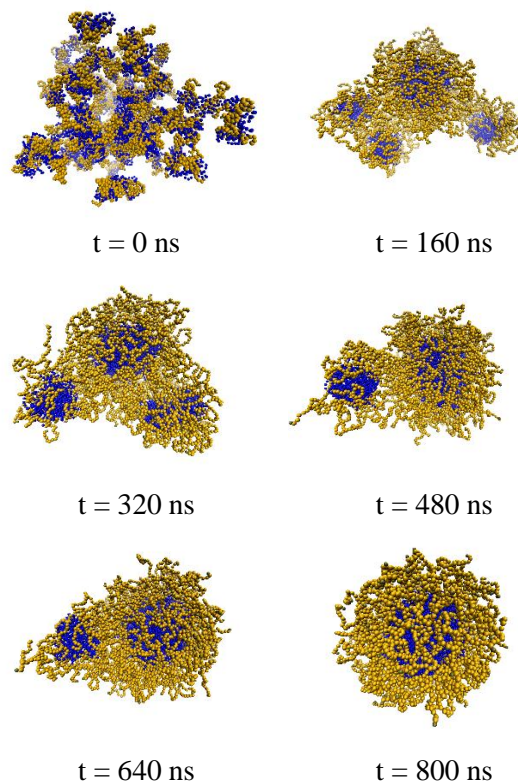 t = 0 ns
t = 160 ns
t = 320 ns
t = 480 ns
t = 640 ns
t = 800 ns